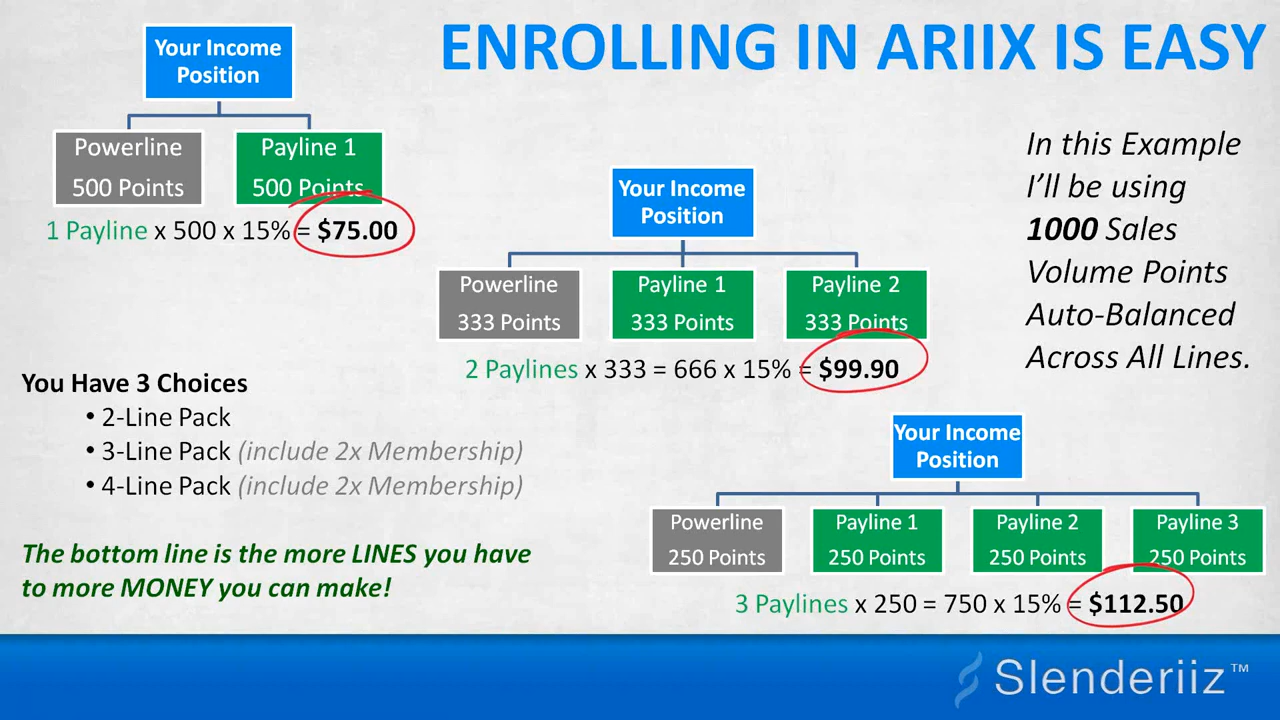 ENROLLING IN ARIIX IS EASY
Your Income
Position
Powerline
500 Points
Payline 1
500 Points
1 Payline x 500 x 15% = $75.00
Your Income
Position
Powerline
333 Points
Payline 1
333 Points
Payline 2
333 Points
2 Paylines x 333 = 666 x 15% = $99.90
In this Example
I'll be using
1000 Sales
Volume Points
Auto-Balanced
Across All Lines.
You Have 3 Choices
• 2-Line Pack
• 3-Line Pack (include 2x Membership)
• 4-Line Pack (include 2x Membership)
The bottom line is the more LINES you have
to more MONEY you can make!
Your Income
Position
Powerline
250 Points
Payline 1
250 Points
Payline 2
250 Points
Payline 3
250 Points
3 Paylines x 250 = 750 x 15% = $112.50
Slenderiiz™